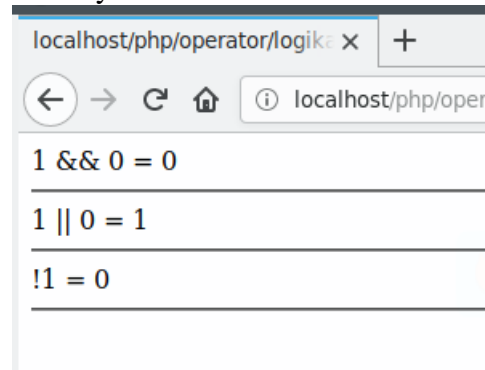 localhost/php/operator/logika
localhost/php/oper
1 && 0 = 0
1 || 0 = 1
!1 = 0